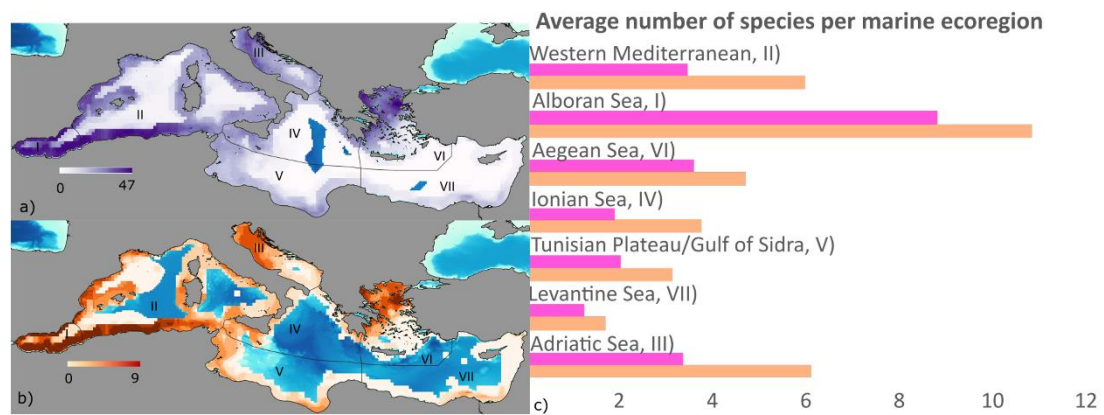 Average number of species per marine ecoregion
III
II
IV
VI
I
V
VII
0
47
a)
III
II
IV
VI
I
V
VII
0
9
b)
Western Mediterranean, II)
Alboran Sea, I)
Aegean Sea, VI)
Ionian Sea, IV)
Tunisian Plateau/Gulf of Sidra, V)
Levantine Sea, VII)
Adriatic Sea, III)
c)
2
4
6
8
10
12